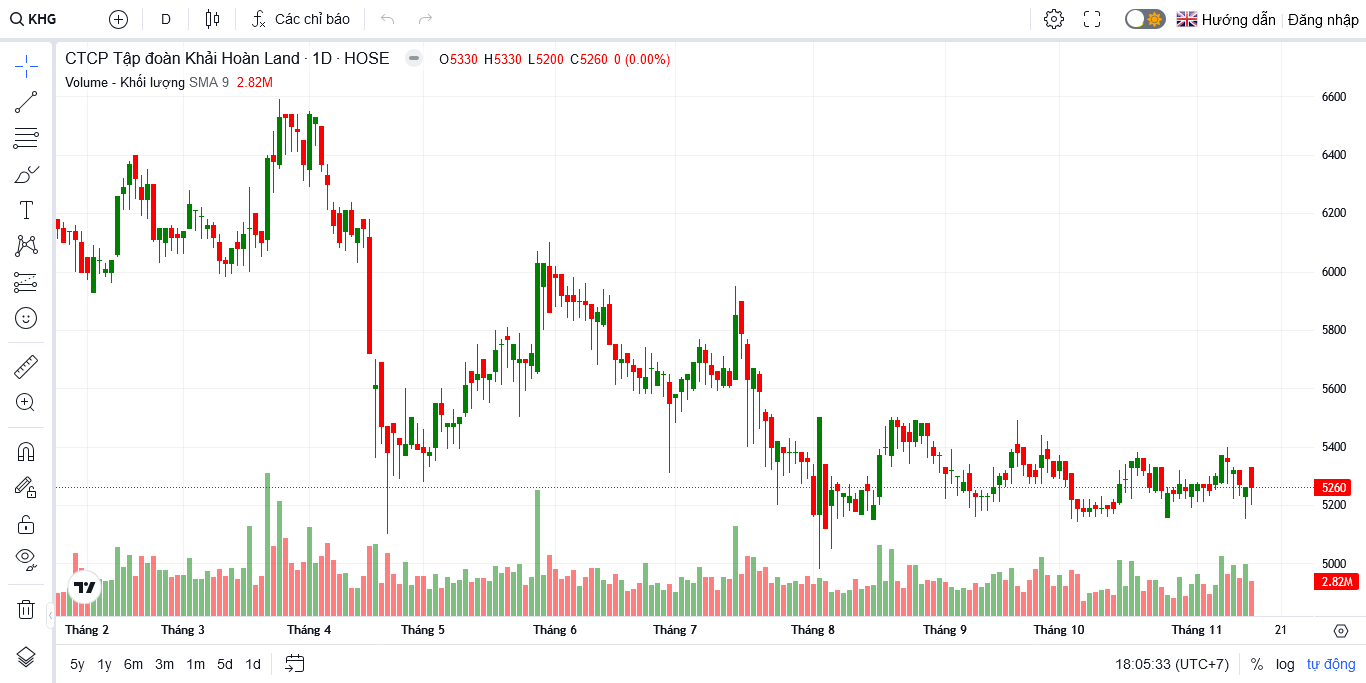 KHG D Các chỉ báo Hướng dẫn Đăng nhập
CTCP Tập đoàn Khải Hoàn Land · 1D · HOSE O5330 H5330 L5200 C5260 0 (0.00%)
Volume - Khối lượng SMA 9 2.82M
6600
6400
6200
6000
5800
5600
5400
5260
5200
5000
2.82M
Tháng 2 Tháng 3 Tháng 4 Tháng 5 Tháng 6 Tháng 7 Tháng 8 Tháng 9 Tháng 10 Tháng 11 21
5y 1y 6m 3m 1m 5d 1d 18:05:33 (UTC+7) % log tự động